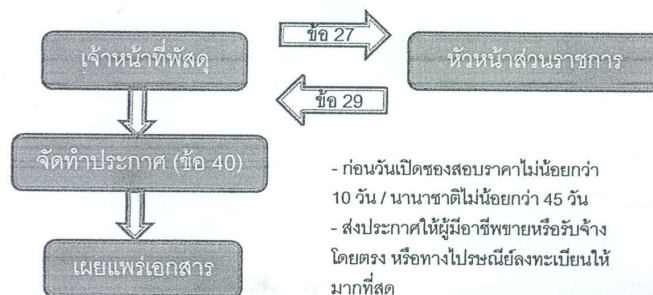 ข้อ 27
เจ้าหน้าที่พัสดุ
หัวหน้าส่วนราชการ
ข้อ 29
จัดทำประกาศ (ข้อ 40)
- ก่อนวันเปิดซองสอบราคาไม่น้อยกว่า
10 วัน / นานาชาติไม่น้อยกว่า 45 วัน
- ส่งประกาศให้ผู้มีอาชีพขายหรือรับจ้าง
โดยตรง หรือทางไปรษณีย์ลงทะเบียนให้
มากที่สุด
เผยแพร่เอกสาร